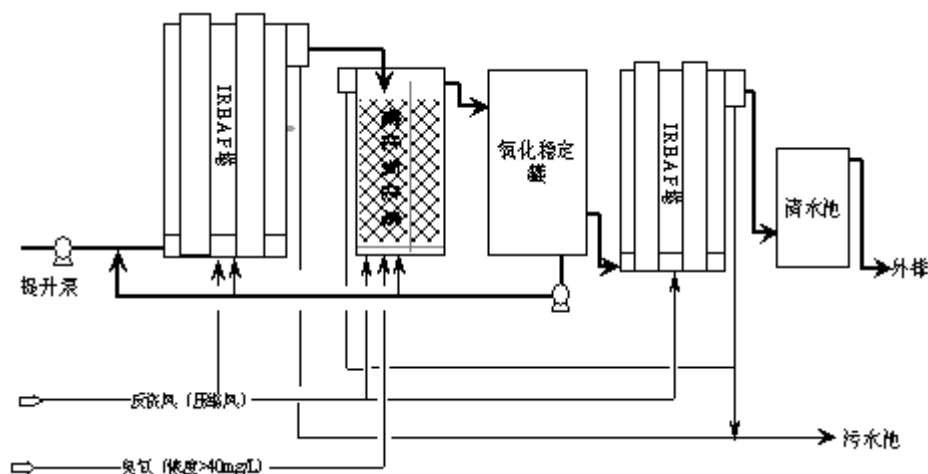 IRBAF塔
氧化稳定
罐
IRBAF塔
清水池
外排
提升泵
反洗风（压缩风）
污水池
臭氧（浓度>40mg/L）